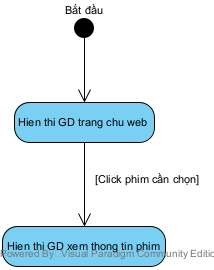 Bắt đầu
Hien thi GD trang chu web
[Click phim cần chọn]
Hien thi GD xem thong tin phim
Powered By Visual Paradigm Community Editio